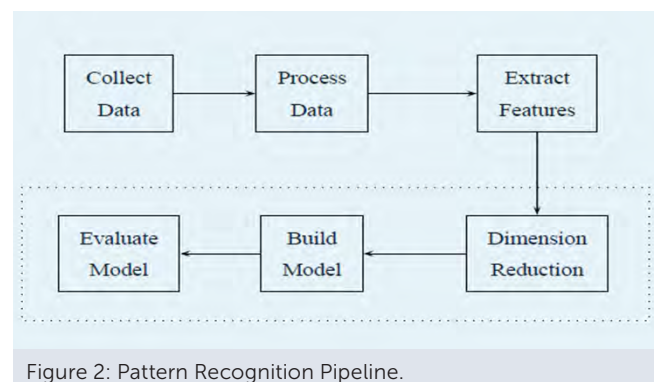 Collect
Data
Process
Data
Extract
Features
Evaluate
Model
Build
Model
Dimension
Reduction
Figure 2: Pattern Recognition Pipeline.